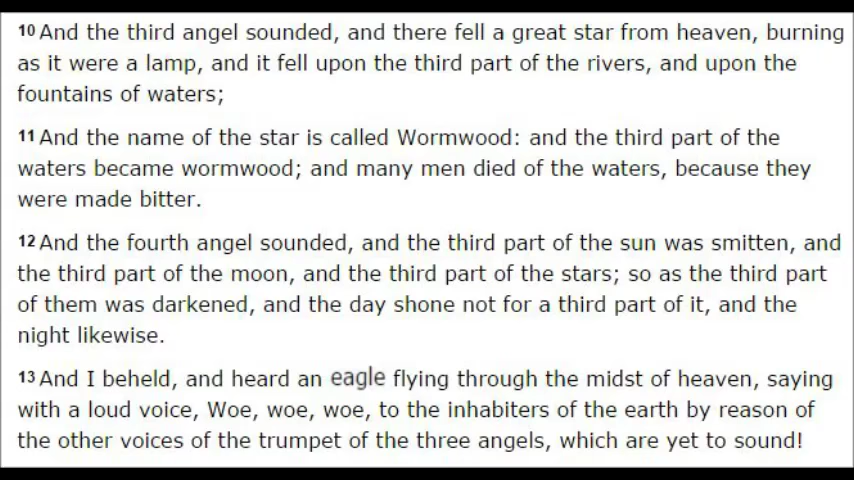 10 And the third angel sounded, and there fell a great star from heaven, burning
as it were a lamp, and it fell upon the third part of the rivers, and upon the
fountains of waters;
11 And the name of the star is called Wormwood: and the third part of the
waters became wormwood; and many men died of the waters, because they
were made bitter.
12 And the fourth angel sounded, and the third part of the sun was smitten, and
the third part of the moon, and the third part of the stars; so as the third part
of them was darkened, and the day shone not for a third part of it, and the
night likewise.
13 And I beheld, and heard an eagle flying through the midst of heaven, saying
with a loud voice, Woe, woe, woe, to the inhabiters of the earth by reason of
the other voices of the trumpet of the three angels, which are yet to sound!